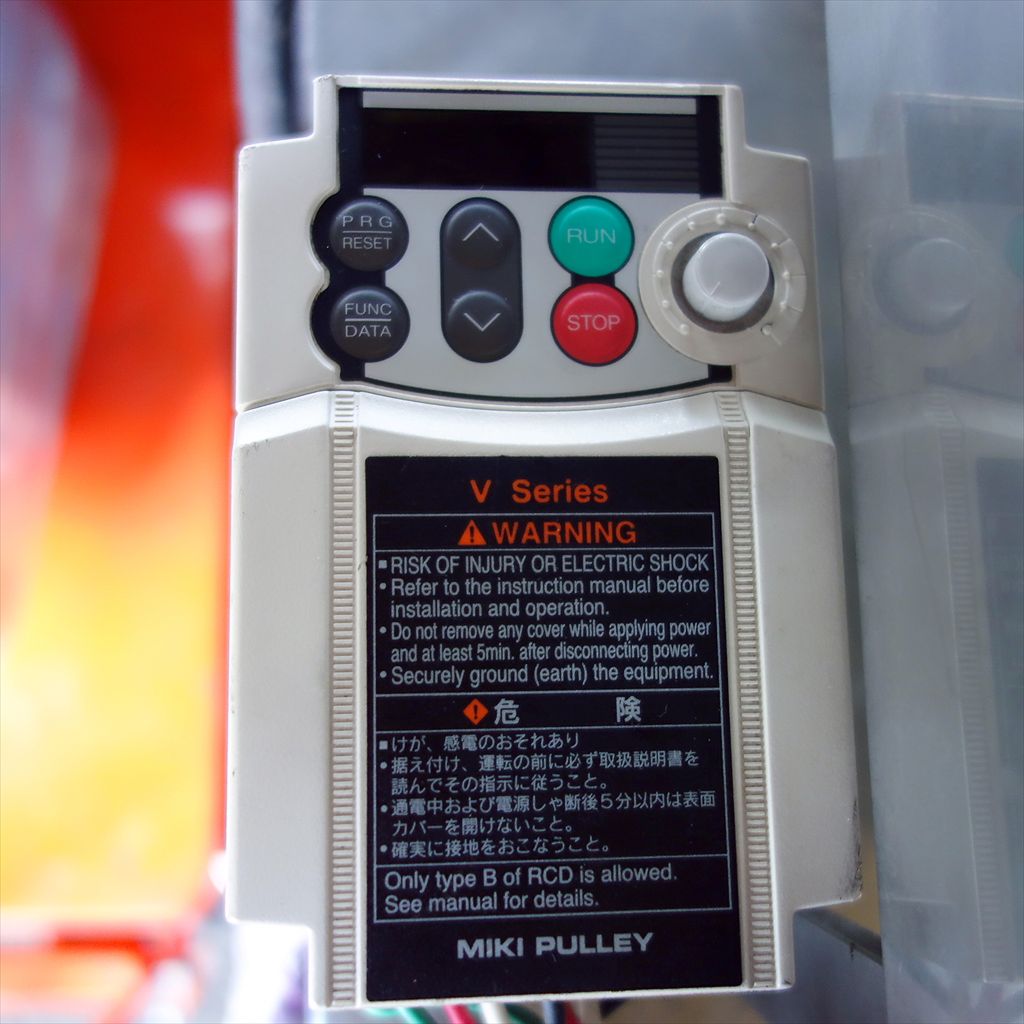 PRG
RESET
RUN
FUNC
DATA
STOP
V Series
WARNING
▪RISK OF INJURY OR ELECTRIC SHOCK
• Refer to the instruction manual before
installation and operation.
• Do not remove any cover while applying power
and at least 5min. after disconnecting power.
• Securely ground (earth) the equipment.
危 険
▪けが、感電のおそれあり
• 据え付け、運転の前に必ず取扱説明書を
読んでその指示に従うこと。
• 通電中および電源しゃ断後5分以内は表面
カバーを開けないこと。
• 確実に接地をおこなうこと。
Only type B of RCD is allowed.
See manual for details.
MIKI PULLEY